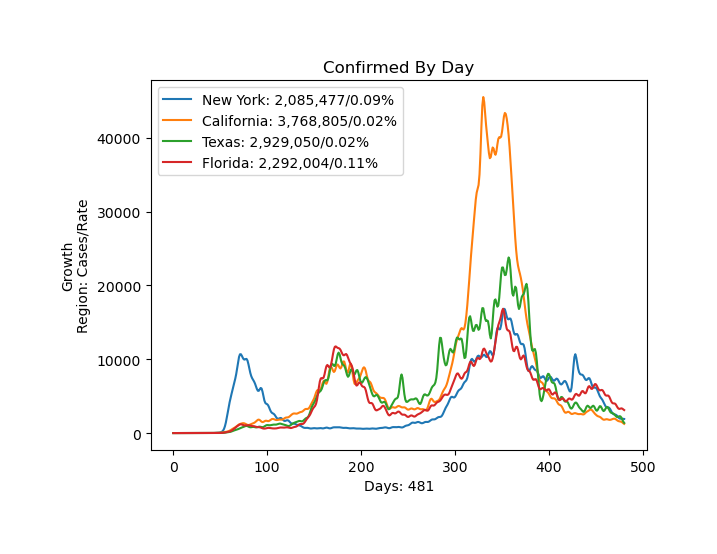 Confirmed By Day
New York: 2,085,477/0.09%
California: 3,768,805/0.02%
Texas: 2,929,050/0.02%
Florida: 2,292,004/0.11%
40000
30000
20000
10000
0
Growth
Region: Cases/Rate
0 100 200 300 400 500
Days: 481